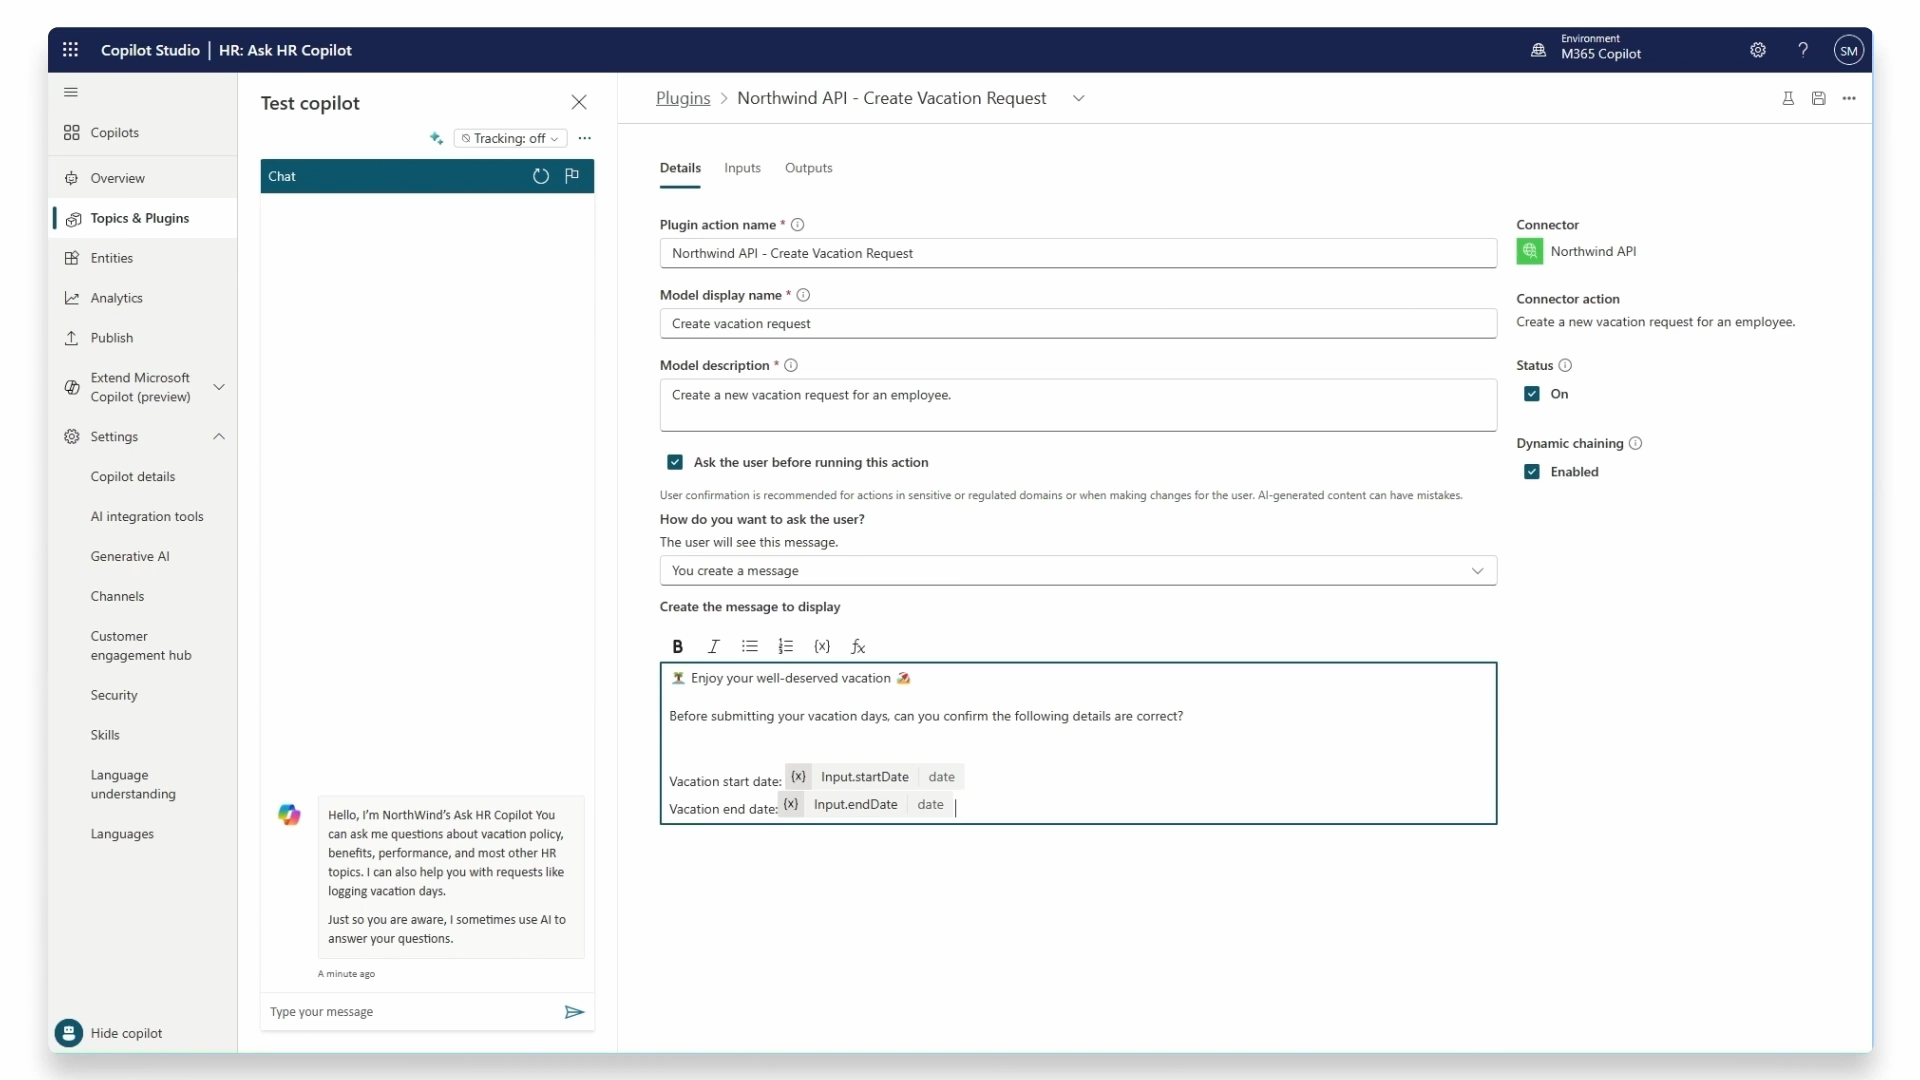 Copilot Studio | HR: Ask HR Copilot
Environment
M365 Copilot
?
SM
Copilots
Overview
Topics & Plugins
Entities
Analytics
Publish
Extend Microsoft
Copilot (preview)
Settings
Copilot details
AI integration tools
Generative AI
Channels
Customer
engagement hub
Security
Skills
Language
understanding
Languages
Hide copilot
Test copilot
Tracking: off
Chat
Hello, I'm NorthWind's Ask HR Copilot You
can ask me questions about vacation policy,
benefits, performance, and most other HR
topics. I can also help you with requests like
logging vacation days.
Just so you are aware, I sometimes use AI to
answer your questions.
A minute ago
Type your message
Plugins > Northwind API - Create Vacation Request
Details Inputs Outputs
Plugin action name *
Northwind API - Create Vacation Request
Model display name *
Create vacation request
Model description *
Create a new vacation request for an employee.
Ask the user before running this action
User confirmation is recommended for actions in sensitive or regulated domains or when making changes for the user. AI-generated content can have mistakes.
How do you want to ask the user?
The user will see this message.
You create a message
Create the message to display
B I {x} fx
🏝️ Enjoy your well-deserved vacation 🏖️
Before submitting your vacation days, can you confirm the following details are correct?
Vacation start date: {x} Input.startDate date
Vacation end date: {x} Input.endDate date
Connector
Northwind API
Connector action
Create a new vacation request for an employee.
Status
On
Dynamic chaining
Enabled